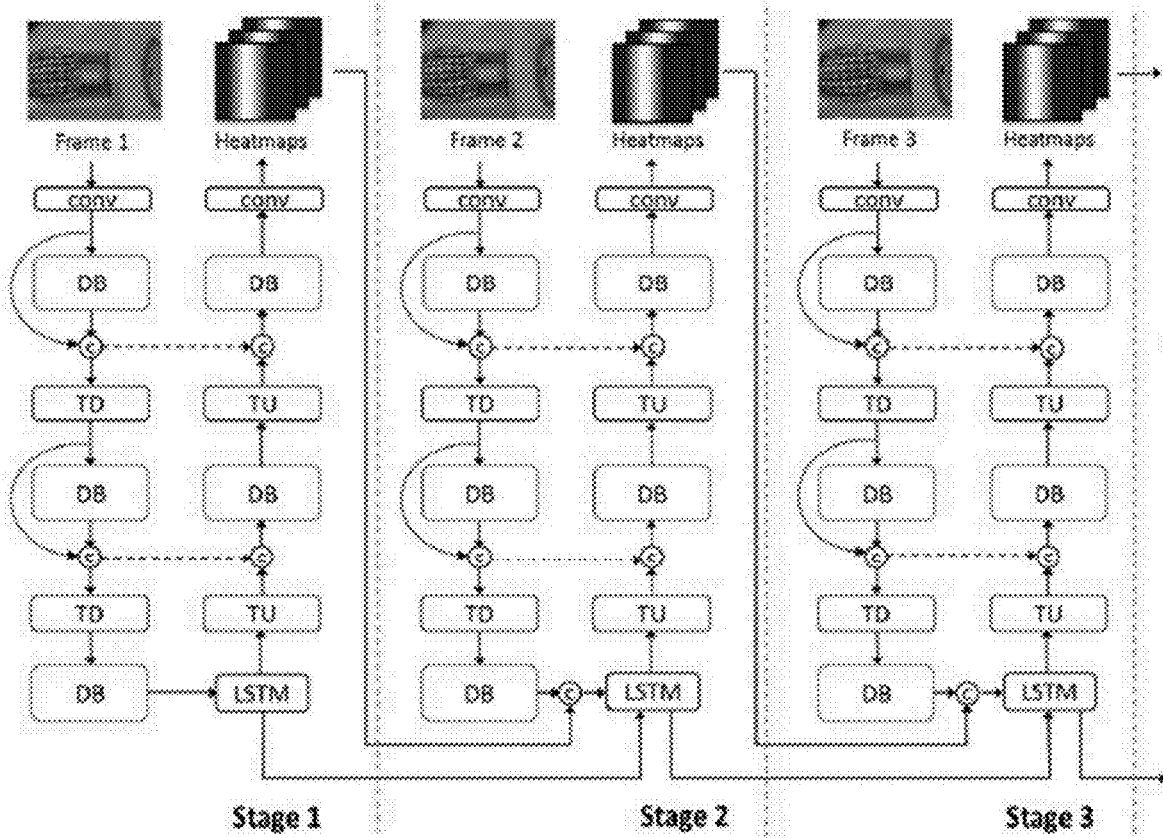 Frame 1 Heatmaps Frame 2 Heatmaps Frame 3 Heatmaps
conv conv conv conv conv conv
DB DB DB DB DB DB
C C C C C C
TD TU TD TU TD TU
DB DB DB DB DB DB
C C C C C C
TD TU TD TU TD TU
DB LSTM DB C LSTM DB C LSTM
Stage 1 Stage 2 Stage 3